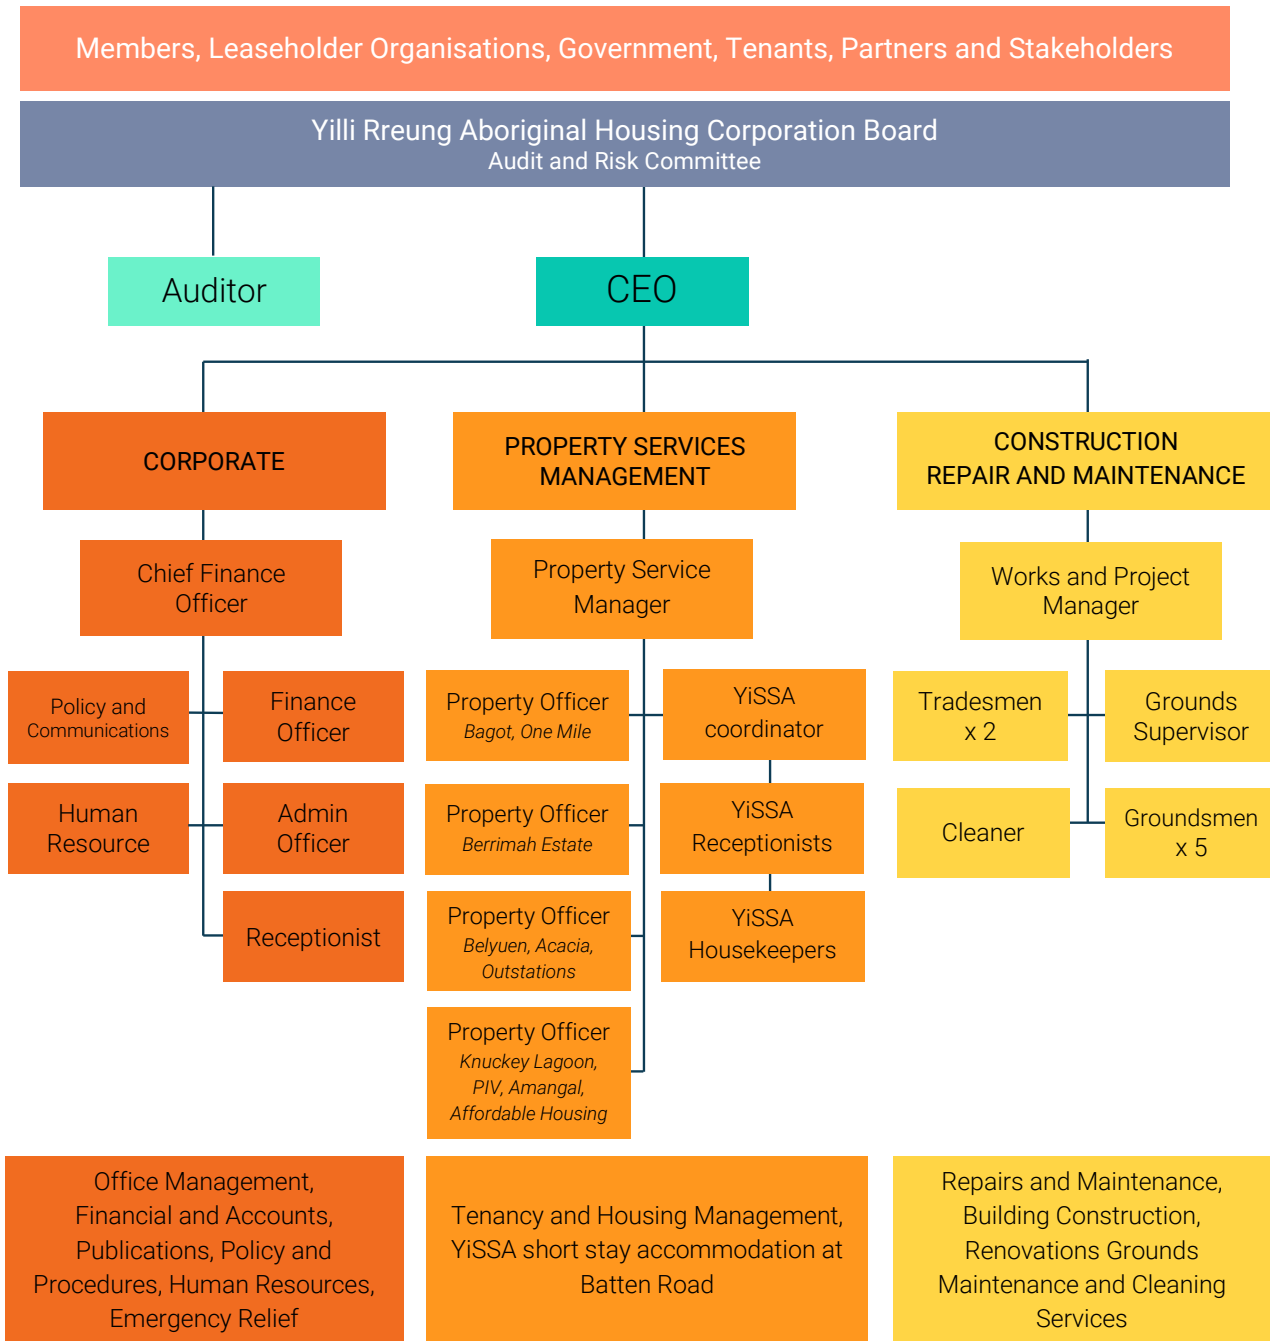 Members, Leaseholder Organisations, Government, Tenants, Partners and Stakeholders
Yilli Rreung Aboriginal Housing Corporation Board
Audit and Risk Committee
Auditor
CEO
CORPORATE
PROPERTY SERVICES
MANAGEMENT
CONSTRUCTION
REPAIR AND MAINTENANCE
Chief Finance
Officer
Property Service
Manager
Works and Project
Manager
Policy and
Communications
Finance
Officer
Property Officer
Bagot, One Mile
YiSSA
coordinator
Tradesmen
x 2
Grounds
Supervisor
Human
Resource
Admin
Officer
Property Officer
Berrimah Estate
YiSSA
Receptionists
Cleaner
Groundsmen
x 5
Receptionist
Property Officer
Belyuen, Acacia,
Outstations
YiSSA
Housekeepers
Property Officer
Knuckey Lagoon,
PIV, Amangal,
Affordable Housing
Office Management,
Financial and Accounts,
Publications, Policy and
Procedures, Human Resources,
Emergency Relief
Tenancy and Housing Management,
YiSSA short stay accommodation at
Batten Road
Repairs and Maintenance,
Building Construction,
Renovations Grounds
Maintenance and Cleaning
Services